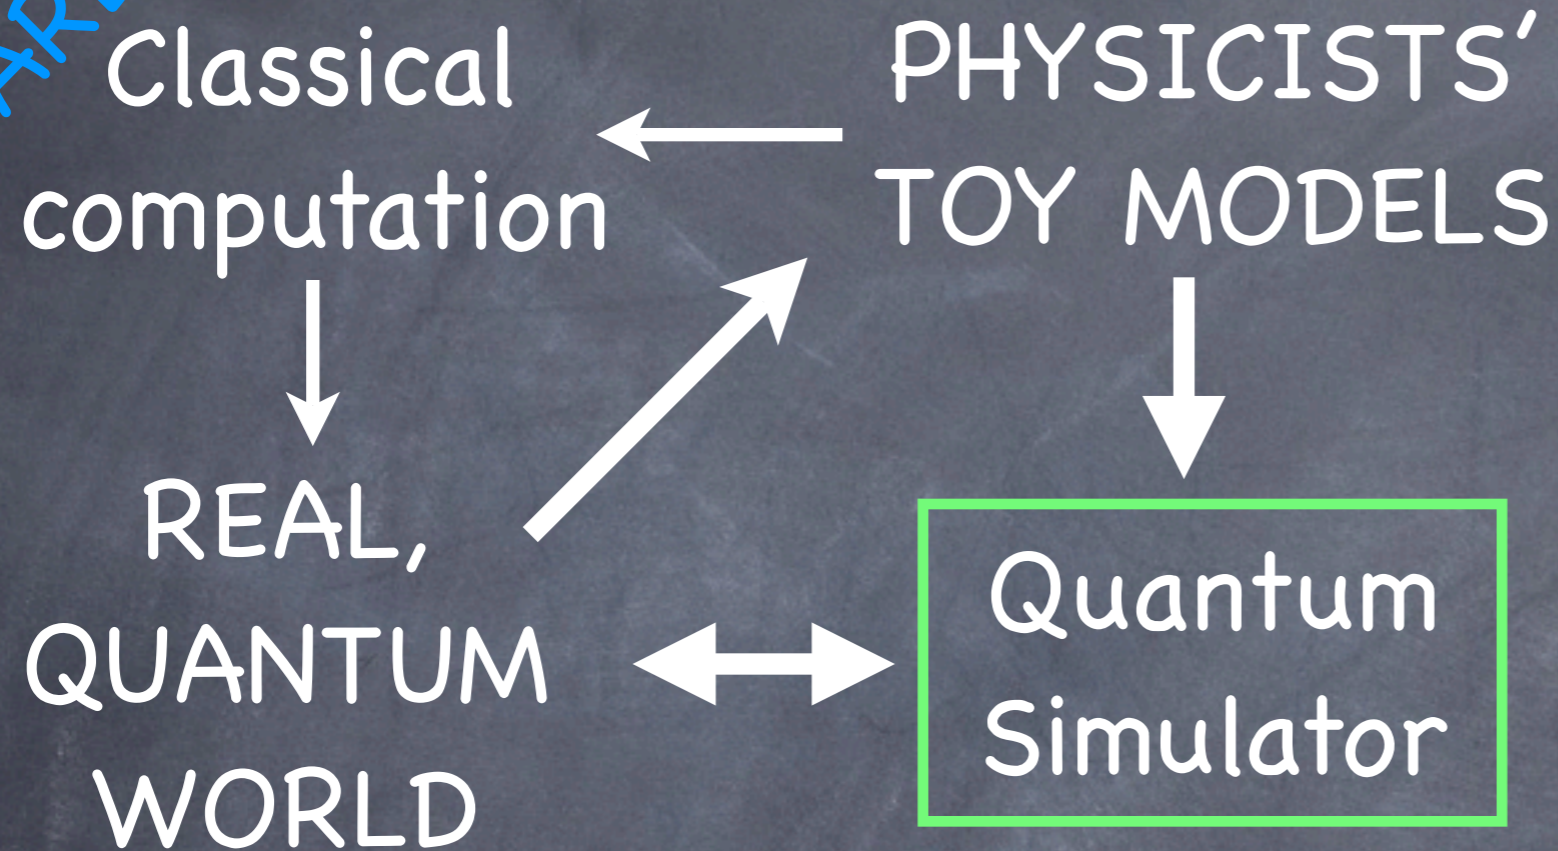 Classical
computation
PHYSICISTS’
TOY MODELS
REAL,
QUANTUM
WORLD
Quantum
Simulator